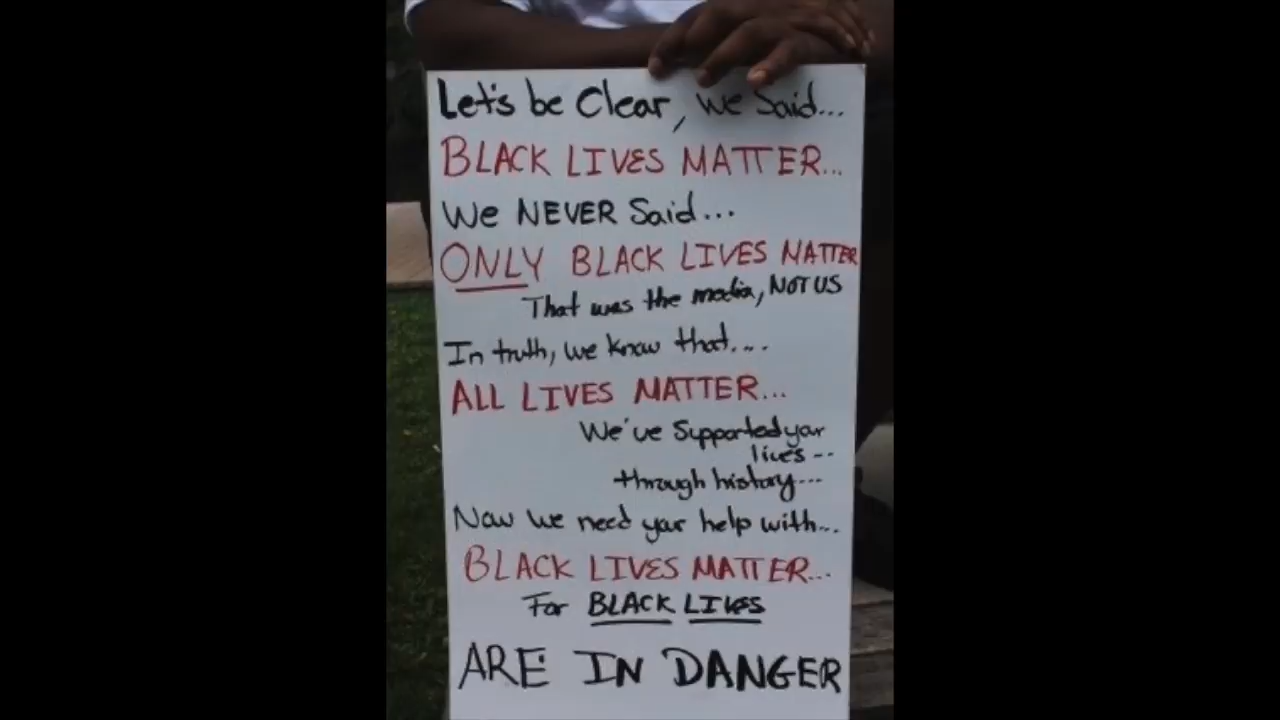 Let's be Clear, We Said...
BLACK LIVES MATTER...
We NEVER Said...
ONLY BLACK LIVES MATTER
That was the media, NOT US
In truth, we know that....
ALL LIVES MATTER...
We've Supported your
lives --
through history...
Now we need your help with...
BLACK LIVES MATTER...
For BLACK LIVES
ARE IN DANGER